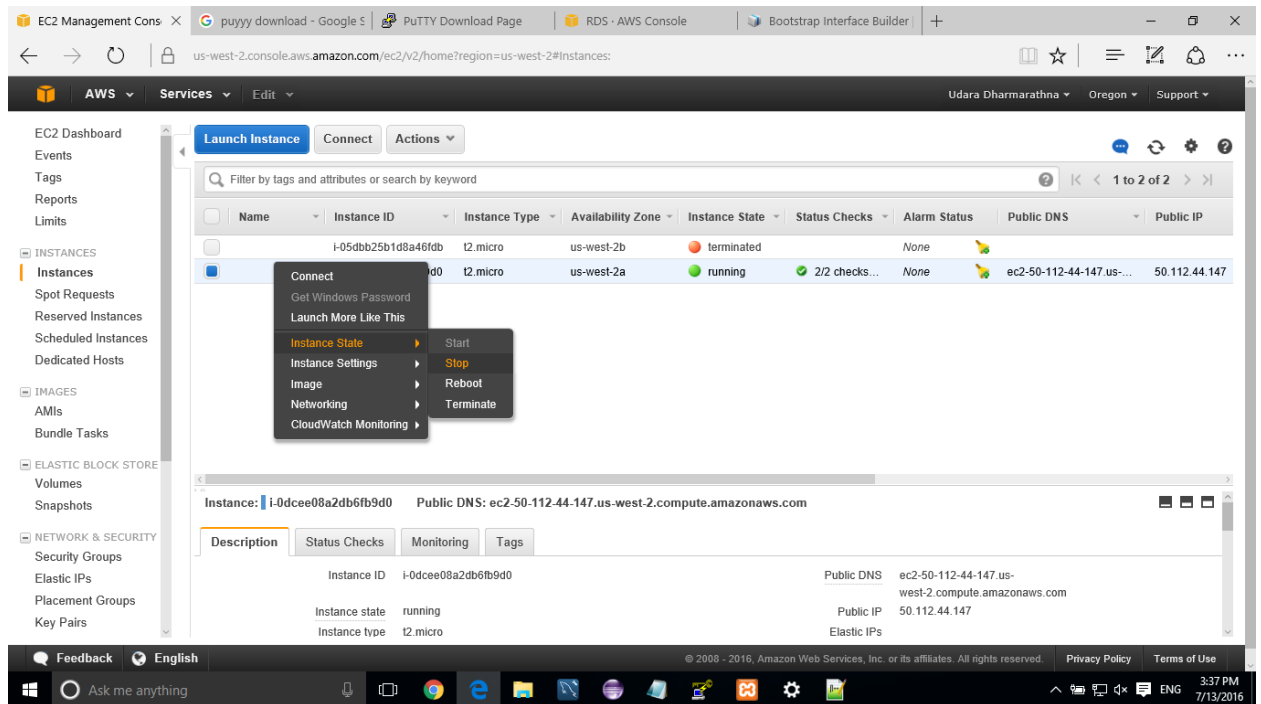 EC2 Management Cons
puyyy download - Google S
PuTTY Download Page
RDS · AWS Console
Bootstrap Interface Builder
us-west-2.console.aws.amazon.com/ec2/v2/home?region=us-west-2#Instances:
AWS Services Edit Udara Dharmarathna Oregon Support
EC2 Dashboard
Events
Tags
Reports
Limits
INSTANCES
Instances
Spot Requests
Reserved Instances
Scheduled Instances
Dedicated Hosts
IMAGES
AMIs
Bundle Tasks
ELASTIC BLOCK STORE
Volumes
Snapshots
NETWORK & SECURITY
Security Groups
Elastic IPs
Placement Groups
Key Pairs
Launch Instance Connect Actions
Filter by tags and attributes or search by keyword 1 to 2 of 2
Name Instance ID Instance Type Availability Zone Instance State Status Checks Alarm Status Public DNS Public IP
i-05dbb25b1d8a46fdb t2.micro us-west-2b terminated None
d0 t2.micro us-west-2a running 2/2 checks... None ec2-50-112-44-147.us-... 50.112.44.147
Connect
Get Windows Password
Launch More Like This
Instance State
Instance Settings
Image
Networking
CloudWatch Monitoring
Start
Stop
Reboot
Terminate
Instance: i-0dcee08a2db6fb9d0 Public DNS: ec2-50-112-44-147.us-west-2.compute.amazonaws.com
Description Status Checks Monitoring Tags
Instance ID i-0dcee08a2db6fb9d0 Public DNS ec2-50-112-44-147.us-
west-2.compute.amazonaws.com
Instance state running Public IP 50.112.44.147
Instance type t2.micro Elastic IPs
Feedback English © 2008 - 2016, Amazon Web Services, Inc. or its affiliates. All rights reserved. Privacy Policy Terms of Use
Ask me anything ENG 3:37 PM
7/13/2016